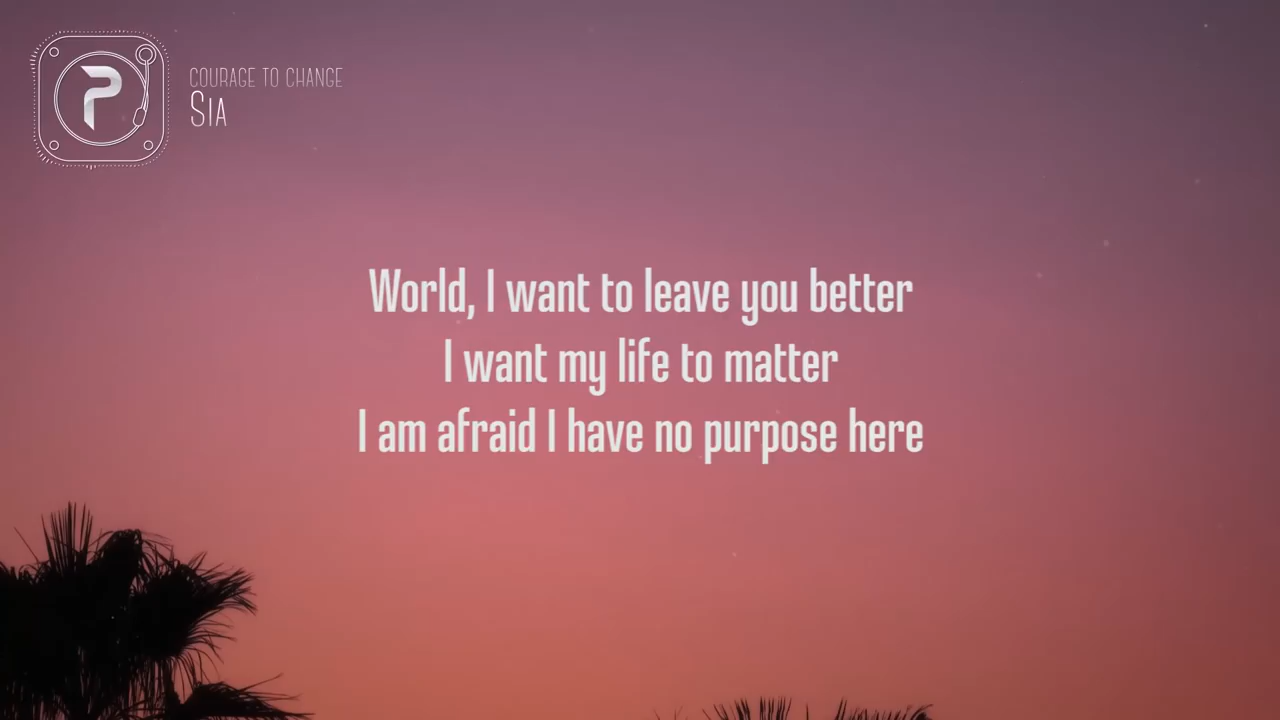 COURAGE TO CHANGE
SIA
World, I want to leave you better
I want my life to matter
I am afraid I have no purpose here